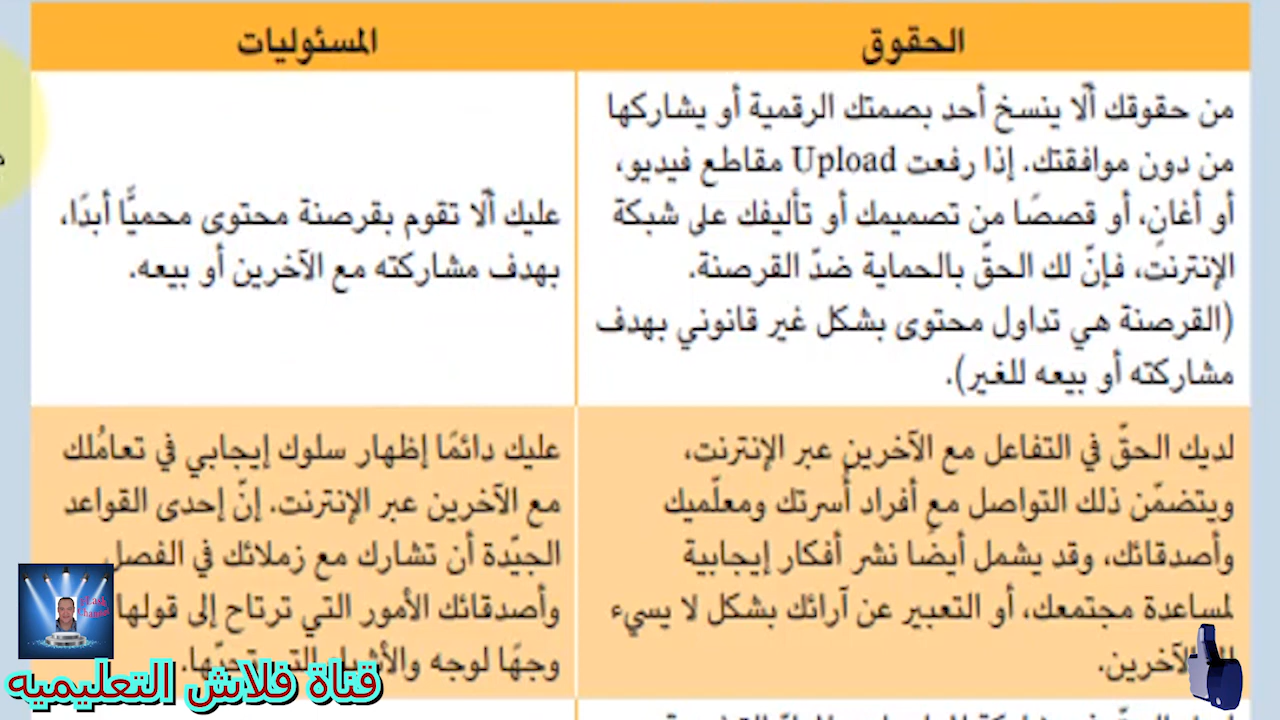 الحقوق
المسئوليات
من حقوقك ألّا ينسخ أحد بصمتك الرقمية أو يشاركها
من دون موافقتك. إذا رفعت Upload مقاطع فيديو،
أو أغانٍ، أو قصصًا من تصميمك أو تأليفك على شبكة
الإنترنت، فإنّ لك الحقّ بالحماية ضدّ القرصنة.
(القرصنة هي تداول محتوى بشكل غير قانوني بهدف
مشاركته أو بيعه للغير).
عليك ألّا تقوم بقرصنة محتوى محميًّا أبدًا،
بهدف مشاركته مع الآخرين أو بيعه.
لديك الحقّ في التفاعل مع الآخرين عبر الإنترنت،
ويتضمّن ذلك التواصل مع أفراد أسرتك ومعلّميك
وأصدقائك، وقد يشمل أيضًا نشر أفكار إيجابية
لمساعدة مجتمعك، أو التعبير عن آرائك بشكل لا يسيء
للآخرين.
عليك دائمًا إظهار سلوك إيجابي في تعامُلك
مع الآخرين عبر الإنترنت. إنّ إحدى القواعد
الجيّدة أن تشارك مع زملائك في الفصل
وأصدقائك الأمور التي ترتاح إلى قولها
وجهًا لوجه والأشياء التي تحبّها.
قناة فلاش التعليميه